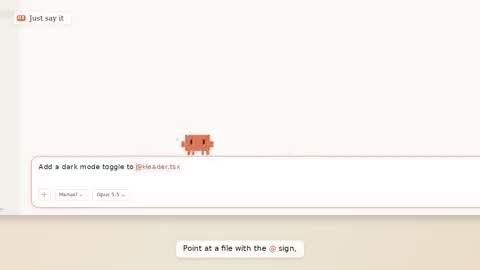 Just say it
Add a dark mode toggle to @Header.tsx
Manual
Opus 5.5
Point at a file with the @ sign,